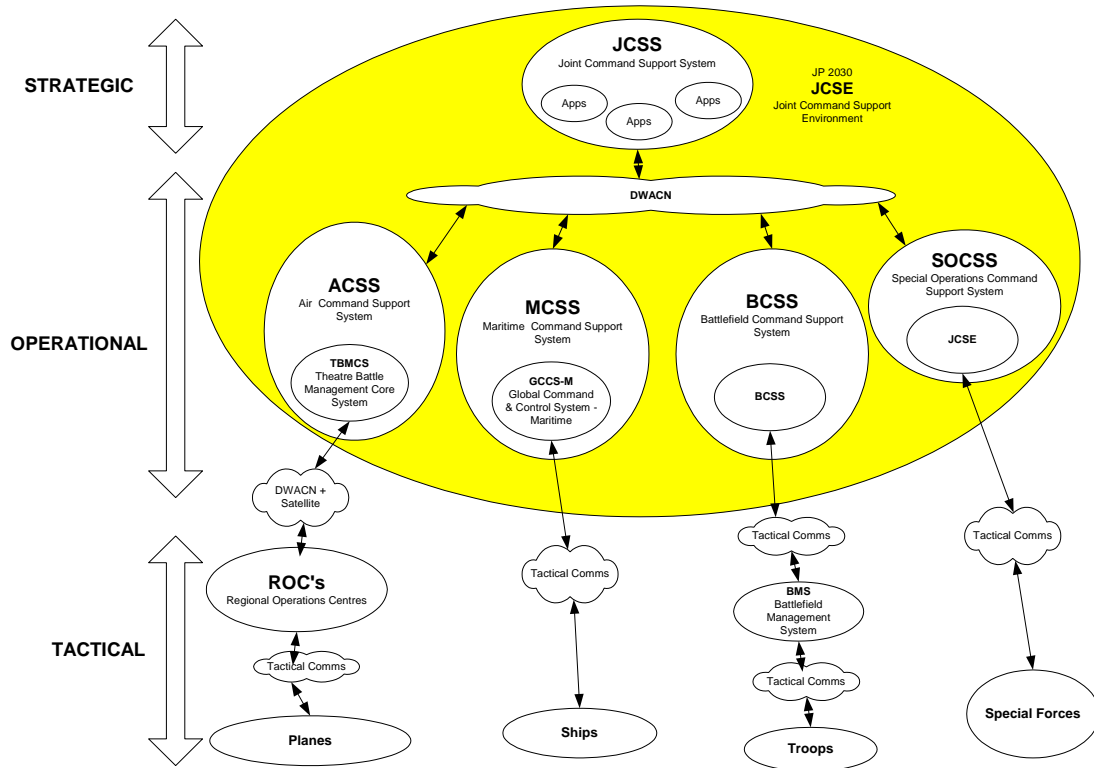 STRATEGIC
JCSS
Joint Command Support System
Apps
Apps
Apps
JP 2030
JCSE
Joint Command Support
Environment
DWACN
OPERATIONAL
ACSS
Air Command Support
System
TBMCS
Theatre Battle
Management Core
System
MCSS
Maritime Command Support
System
GCCS-M
Global Command
& Control System -
Maritime
BCSS
Battlefield Command Support
System
BCSS
SOCSS
Special Operations Command
Support System
JCSE
DWACN +
Satellite
TACTICAL
ROC's
Regional Operations Centres
Tactical Comms
Planes
Tactical Comms
Ships
Tactical Comms
BMS
Battlefield
Management
System
Tactical Comms
Troops
Tactical Comms
Special Forces